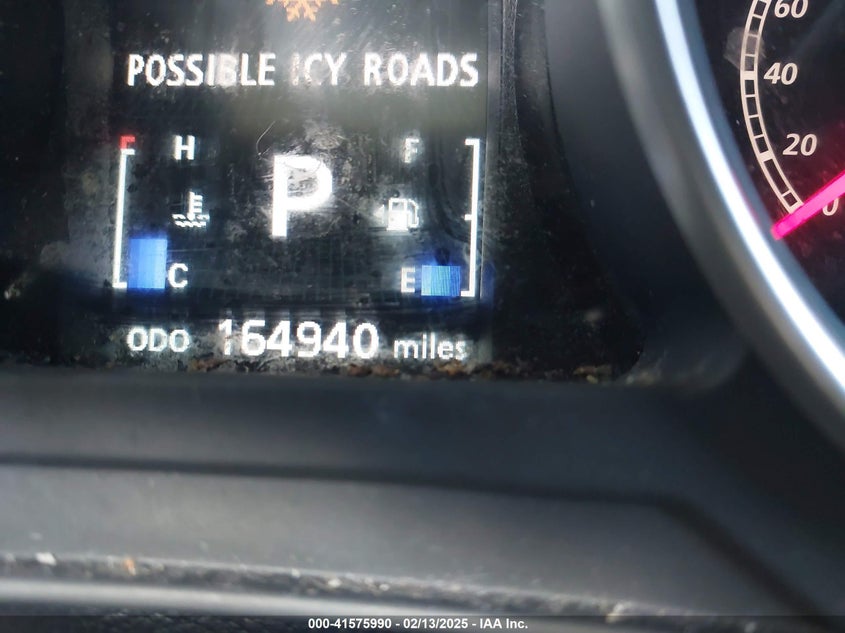 60
POSSIBLE ICY ROADS
40
H F
20
P
0
C E
ODO 164940 miles
000-41575990 - 02/13/2025 - IAA Inc.